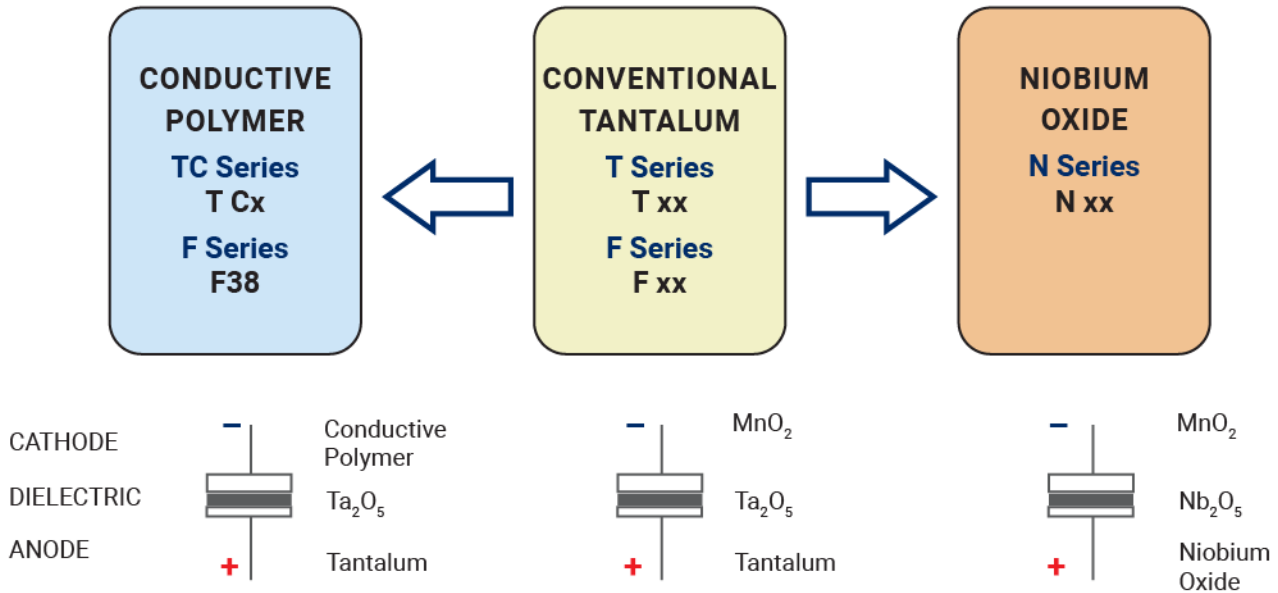 CONDUCTIVE
POLYMER
TC Series
T Cx
F Series
F38
CONVENTIONAL
TANTALUM
T Series
T xx
F Series
F xx
NIOBIUM
OXIDE
N Series
N xx
CATHODE
DIELECTRIC
ANODE
−
Conductive
Polymer
Ta₂O₅
+
Tantalum
−
MnO₂
Ta₂O₅
+
Tantalum
−
MnO₂
Nb₂O₅
+
Niobium
Oxide